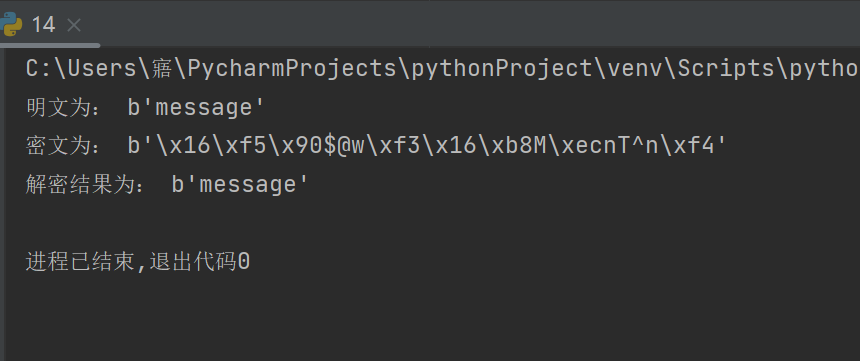 14
C:\Users\寤\PycharmProjects\pythonProject\venv\Scripts\pytho
明文为： b'message'
密文为： b'\x16\xf5\x90$@w\xf3\x16\xb8M\xecnT^n\xf4'
解密结果为： b'message'
进程已结束,退出代码0